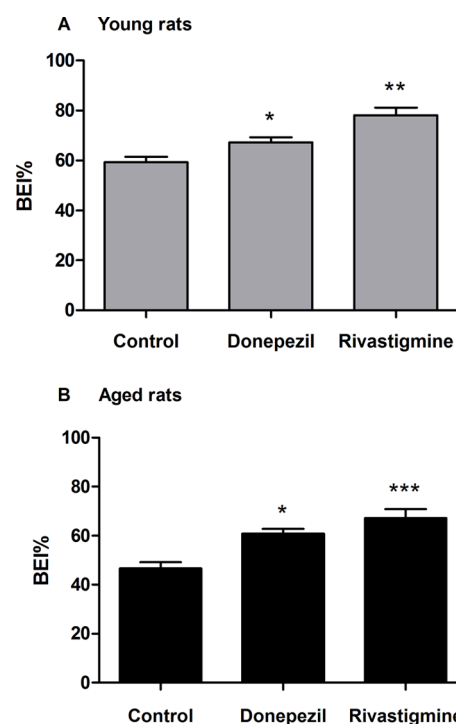 A Young rats
100
80
60
40
20
0
BEI%
*
**
Control Donepezil Rivastigmine
B Aged rats
100
80
60
40
20
0
BEI%
*
***
Control Donepezil Rivastigmine